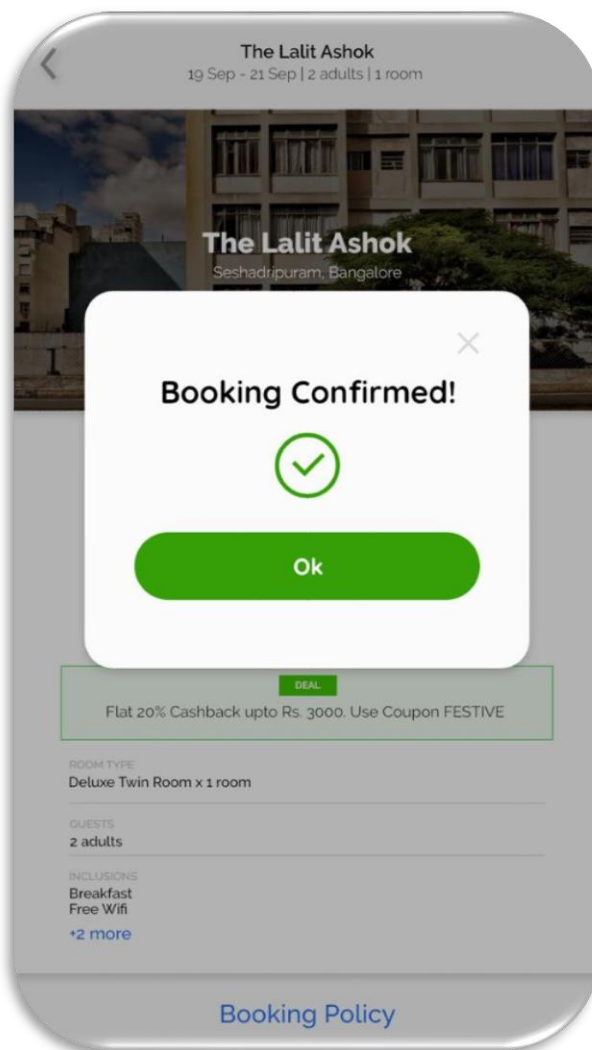 The Lalit Ashok
19 Sep - 21 Sep | 2 adults | 1 room
The Lalit Ashok
Seshadripuram, Bangalore
Booking Confirmed!
Ok
DEAL
Flat 20% Cashback upto Rs. 3000. Use Coupon FESTIVE
ROOM TYPE
Deluxe Twin Room x 1 room
GUESTS
2 adults
INCLUSIONS
Breakfast
Free Wifi
+2 more
Booking Policy